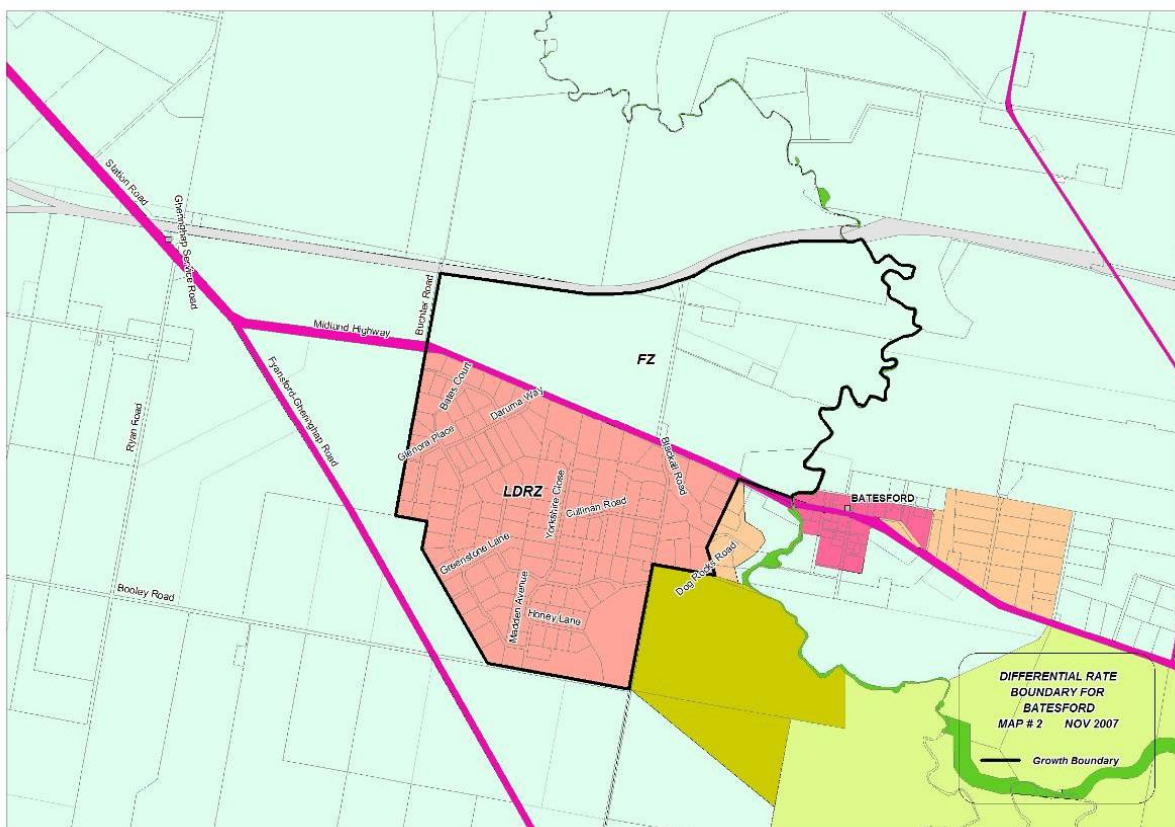 Station Road
Gheringhap Service Road
Buchter Road
Midland Highway
FZ
Bates Court
Daruma Way
Fyansford-Gheringhap Road
Ryan Road
Glenora Place
Blackall Road
LDRZ
Yorkshire Close
Cullinan Road
BATESFORD
Greenstone Lane
Dog Rocks Road
Booley Road
Madden Avenue
Honey Lane
DIFFERENTIAL RATE
BOUNDARY FOR
BATESFORD
MAP # 2 NOV 2007
Growth Boundary